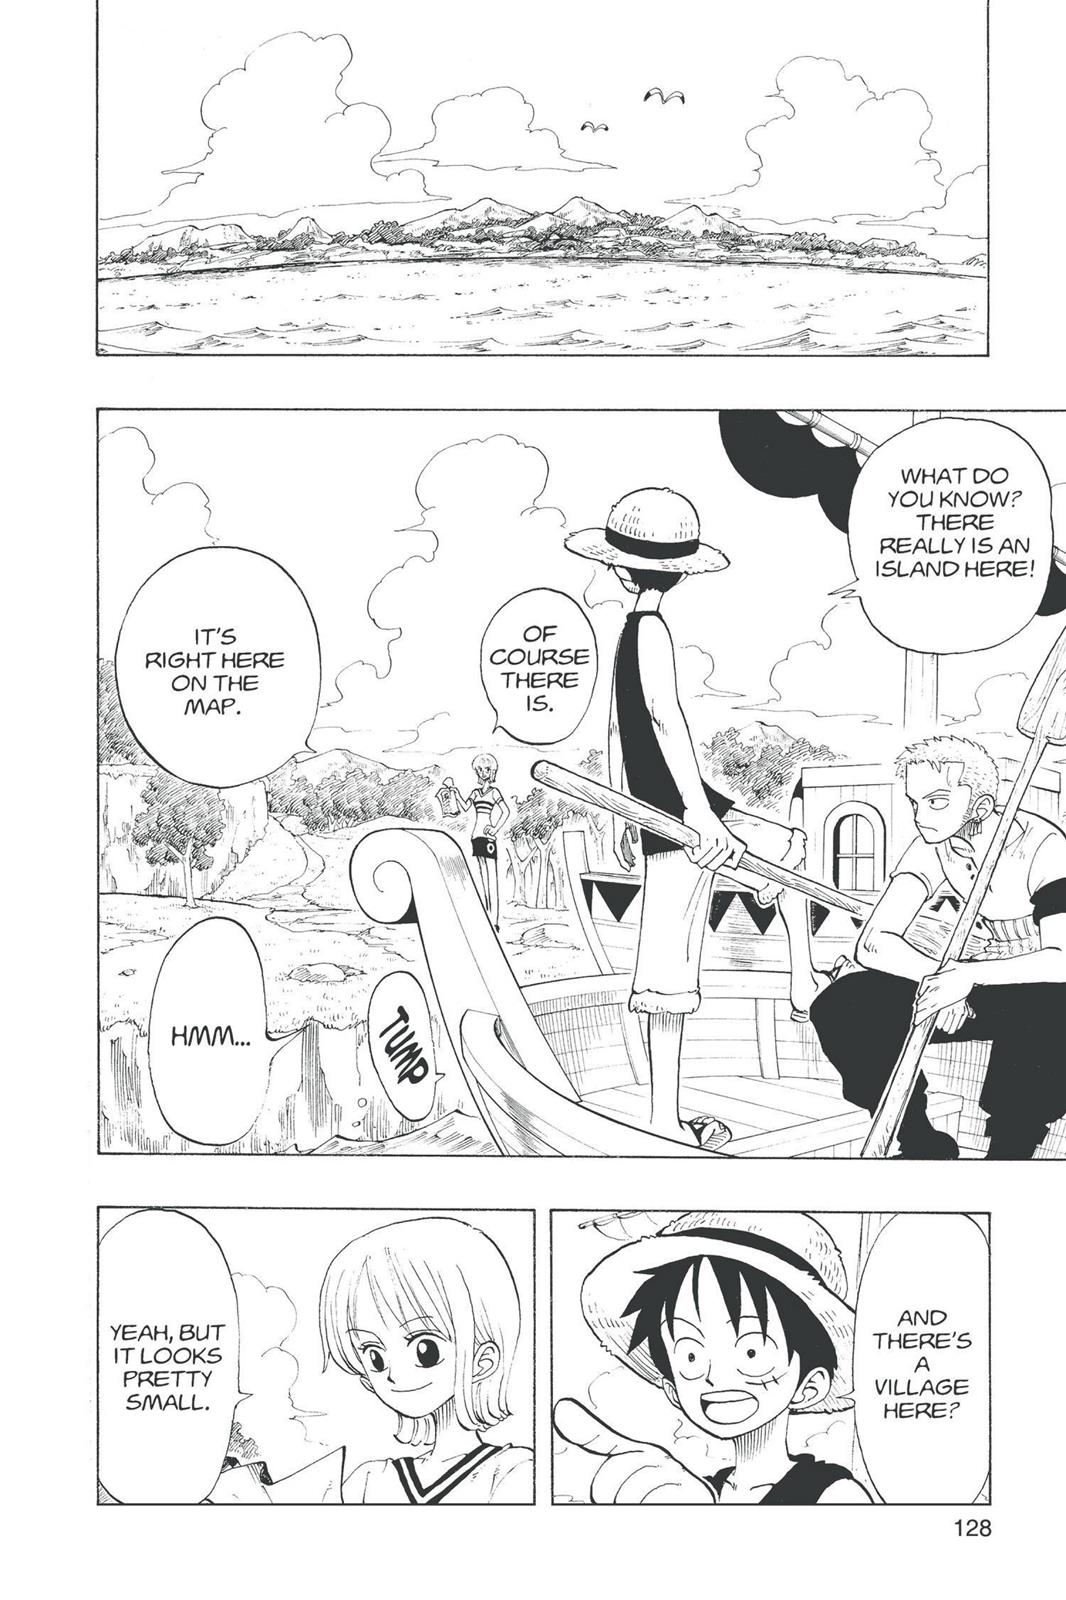 WHAT DO
YOU KNOW?
THERE
REALLY IS AN
ISLAND HERE!
OF
COURSE
THERE
IS.
IT'S
RIGHT HERE
ON THE
MAP.
TUMP
HMM...
AND
THERE'S
A
VILLAGE
HERE?
YEAH, BUT
IT LOOKS
PRETTY
SMALL.
128